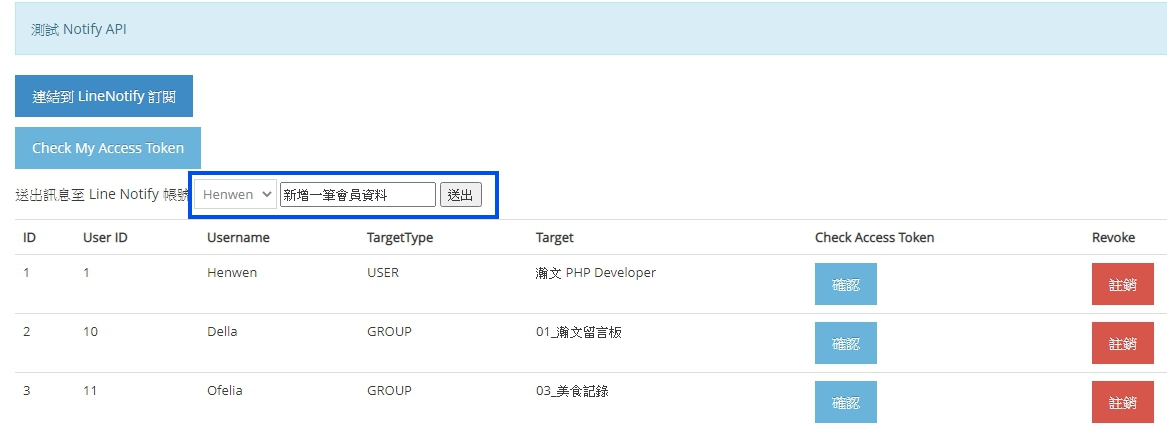 測試 Notify API
連結到 LineNotify 訂閱
Check My Access Token
送出訊息至 Line Notify 帳號 Henwen 新增一筆會員資料 送出
ID User ID Username TargetType Target Check Access Token Revoke
1 1 Henwen USER 瀚文 PHP Developer 確認 註銷
2 10 Della GROUP 01_瀚文留言板 確認 註銷
3 11 Ofelia GROUP 03_美食記錄 確認 註銷